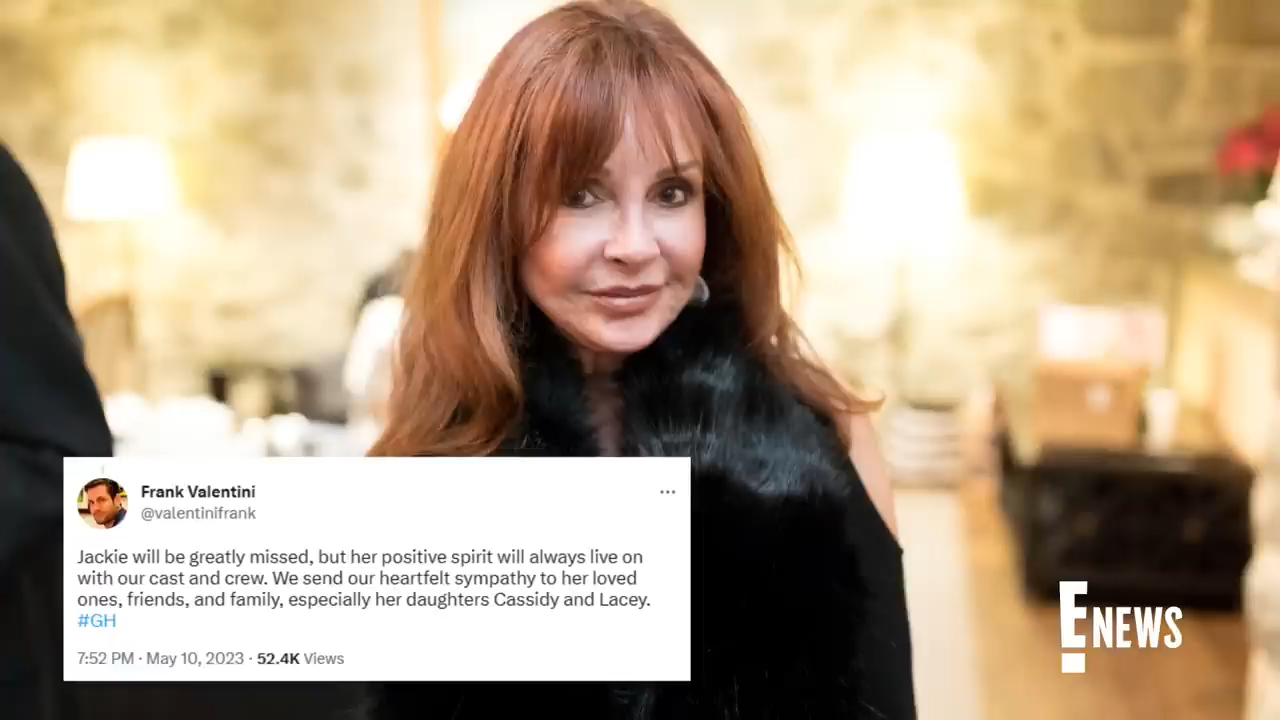 Frank Valentini
@valentinifrank
Jackie will be greatly missed, but her positive spirit will always live on
with our cast and crew. We send our heartfelt sympathy to her loved
ones, friends, and family, especially her daughters Cassidy and Lacey.
#GH
7:52 PM · May 10, 2023 · 52.4K Views
E! NEWS